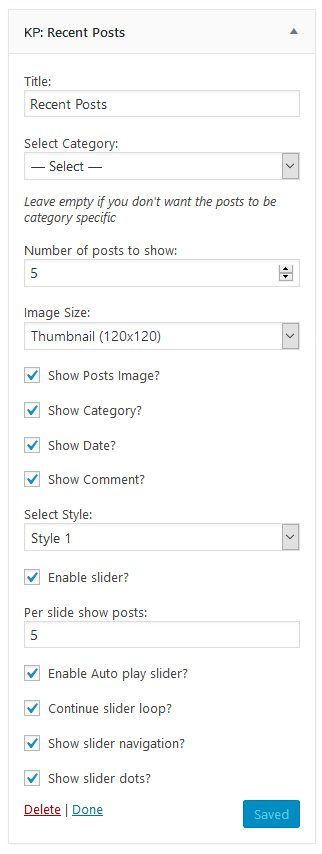 KP: Recent Posts
Title:
Recent Posts
Select Category:
— Select —
Leave empty if you don't want the posts to be
category specific
Number of posts to show:
5
Image Size:
Thumbnail (120x120)
Show Posts Image?
Show Category?
Show Date?
Show Comment?
Select Style:
Style 1
Enable slider?
Per slide show posts:
5
Enable Auto play slider?
Continue slider loop?
Show slider navigation?
Show slider dots?
Delete | Done Saved